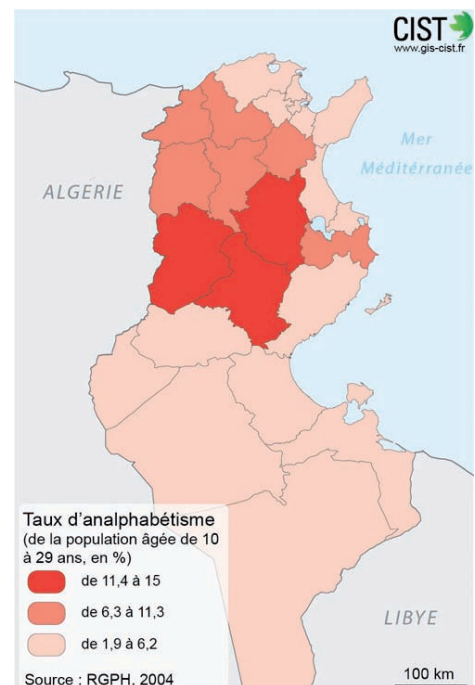 CIST
www.gis-cist.fr
Mer
Méditérranée
ALGÉRIE
Taux d'analphabétisme
(de la population âgée de 10
à 29 ans, en %)
de 11,4 à 15
de 6,3 à 11,3
de 1,9 à 6,2
LIBYE
Source : RGPH, 2004
100 km